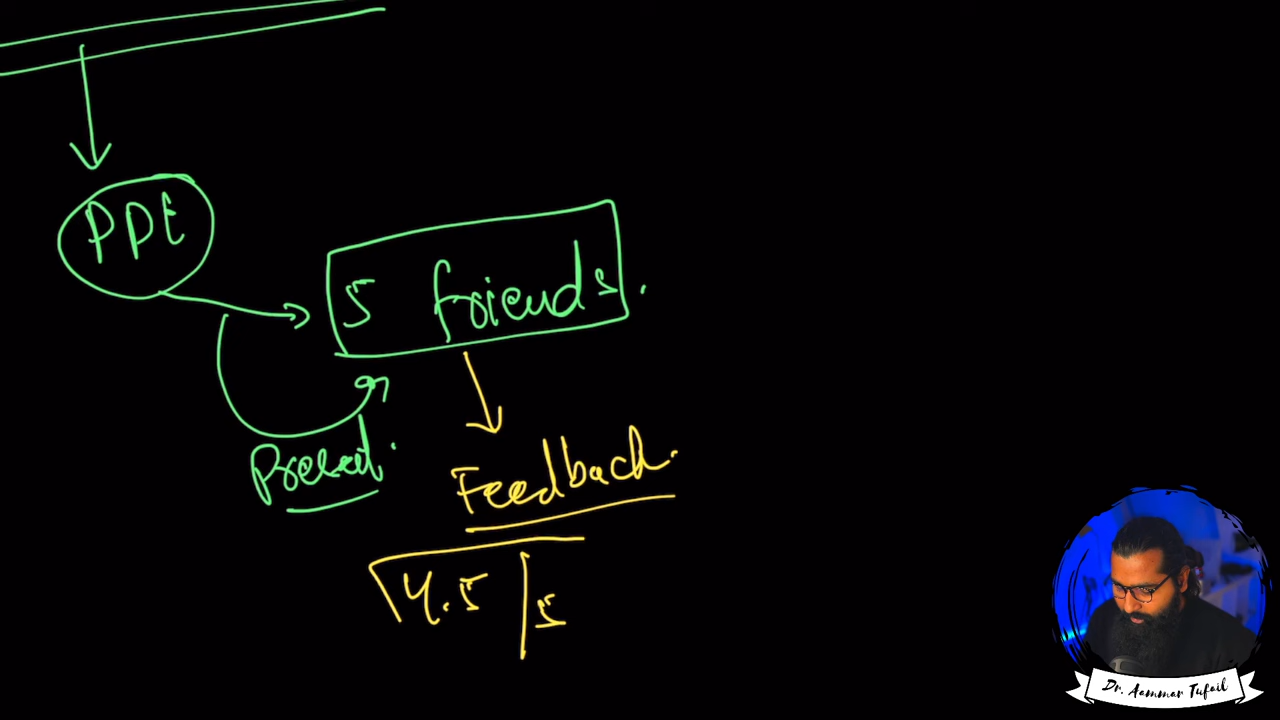 PPt
5 friends.
Present.
Feedback.
4.5 | 5
Dr. Aammar Tufail